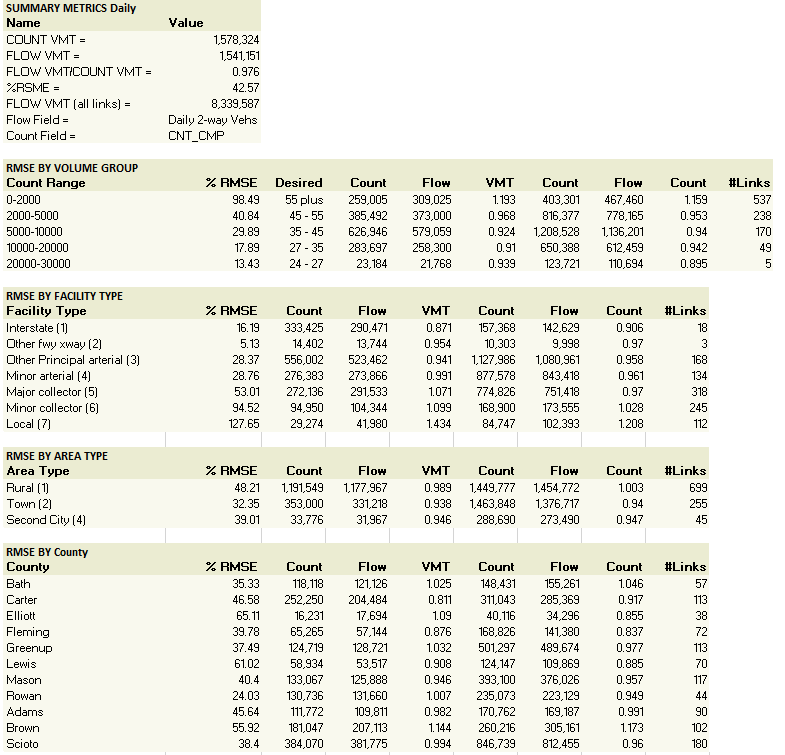 SUMMARY METRICS Daily
Name Value
COUNT VMT = 1,578,324
FLOW VMT = 1,541,151
FLOW VMT/COUNT VMT = 0.976
%RSME = 42.57
FLOW VMT (all links) = 8,339,587
Flow Field = Daily 2-way Vehs
Count Field = CNT_CMP
RMSE BY VOLUME GROUP
Count Range % RMSE Desired Count Flow VMT Count Flow Count #Links
0-2000 98.49 55 plus 259,005 309,025 1.193 403,301 467,460 1.159 537
2000-5000 40.84 45 - 55 385,492 373,000 0.968 816,377 778,165 0.953 238
5000-10000 29.89 35 - 45 626,946 579,059 0.924 1,208,528 1,136,201 0.94 170
10000-20000 17.89 27 - 35 283,697 258,300 0.91 650,388 612,459 0.942 49
20000-30000 13.43 24 - 27 23,184 21,768 0.939 123,721 110,694 0.895 5
RMSE BY FACILITY TYPE
Facility Type % RMSE Count Flow VMT Count Flow Count #Links
Interstate (1) 16.19 333,425 290,471 0.871 157,368 142,629 0.906 18
Other fwy xway (2) 5.13 14,402 13,744 0.954 10,303 9,998 0.97 3
Other Principal arterial (3) 28.37 556,002 523,462 0.941 1,127,986 1,080,961 0.958 168
Minor arterial (4) 28.76 276,383 273,866 0.991 877,578 843,418 0.961 134
Major collector (5) 53.01 272,136 291,533 1.071 774,826 751,418 0.97 318
Minor collector (6) 94.52 94,950 104,344 1.099 168,900 173,555 1.028 245
Local (7) 127.65 29,274 41,980 1.434 84,747 102,393 1.208 112
RMSE BY AREA TYPE
Area Type % RMSE Count Flow VMT Count Flow Count #Links
Rural (1) 48.21 1,191,549 1,177,967 0.989 1,449,777 1,454,772 1.003 699
Town (2) 32.35 353,000 331,218 0.938 1,463,848 1,376,717 0.94 255
Second City (4) 39.01 33,776 31,967 0.946 288,690 273,490 0.947 45
RMSE BY County
County % RMSE Count Flow VMT Count Flow Count #Links
Bath 35.33 118,118 121,126 1.025 148,431 155,261 1.046 57
Carter 46.58 252,250 204,484 0.811 311,043 285,369 0.917 113
Elliott 65.11 16,231 17,694 1.09 40,116 34,296 0.855 38
Fleming 39.78 65,265 57,144 0.876 168,826 141,380 0.837 72
Greenup 37.49 124,719 128,721 1.032 501,297 489,674 0.977 113
Lewis 61.02 58,934 53,517 0.908 124,147 109,869 0.885 70
Mason 40.4 133,067 125,888 0.946 393,100 376,026 0.957 117
Rowan 24.03 130,736 131,660 1.007 235,073 223,129 0.949 44
Adams 45.64 111,772 109,811 0.982 170,762 169,187 0.991 90
Brown 55.92 181,047 207,113 1.144 260,216 305,161 1.173 102
Scioto 38.4 384,070 381,775 0.994 846,739 812,455 0.96 180